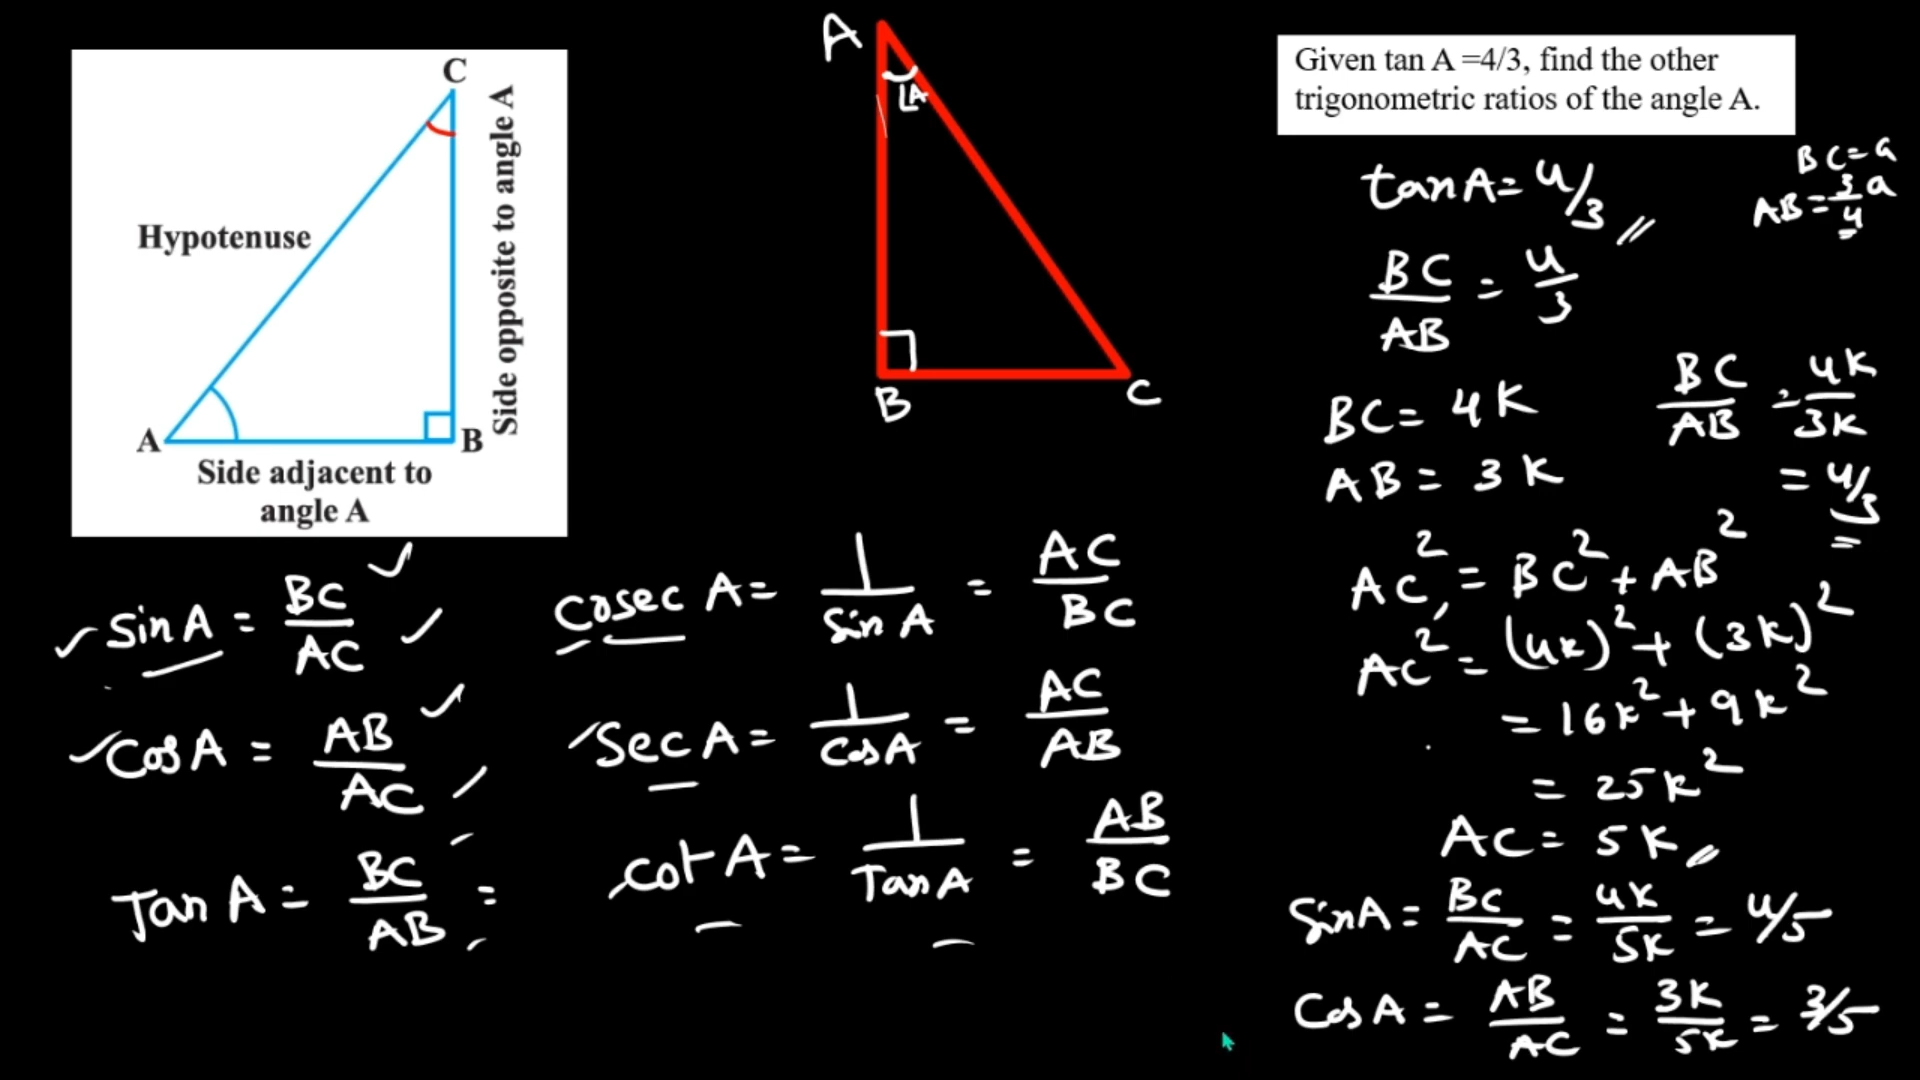 C
Side opposite to angle A
Hypotenuse
A
B
Side adjacent to
angle A
A
∠A
B
C
Given tan A =4/3, find the other
trigonometric ratios of the angle A.
BC = a
AB = 3/4 a
tan A = 4/3
BC/AB = 4/3
BC = 4K
AB = 3K
BC/AB = 4K/3K
= 4/3
AC² = BC² + AB²
AC² = (4K)² + (3K)²
= 16K² + 9K²
= 25K²
AC = 5K
Sin A = BC/AC = 4K/5K = 4/5
Cos A = AB/AC = 3K/5K = 3/5
Sin A = BC/AC
Cos A = AB/AC
Tan A = BC/AB =
Cosec A = 1/Sin A = AC/BC
Sec A = 1/Cos A = AC/AB
Cot A = 1/Tan A = AB/BC